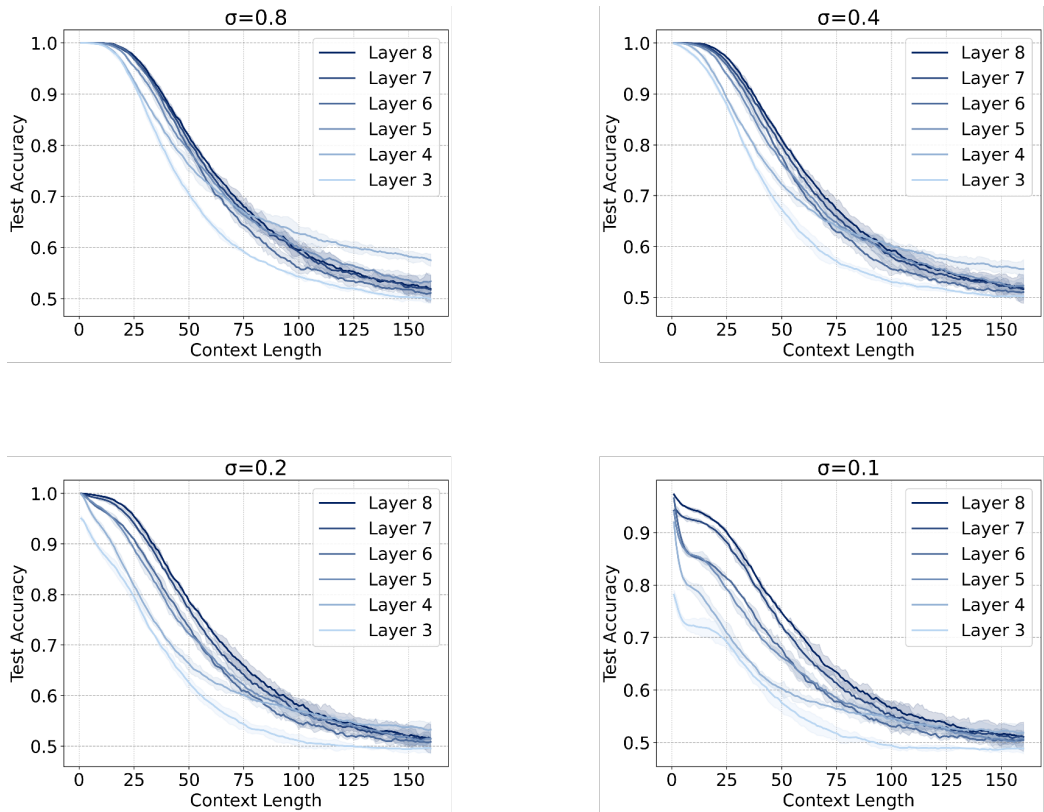 σ=0.8
Test Accuracy
1.0
0.9
0.8
0.7
0.6
0.5
0 25 50 75 100 125 150
Context Length
Layer 8
Layer 7
Layer 6
Layer 5
Layer 4
Layer 3
σ=0.4
Test Accuracy
1.0
0.9
0.8
0.7
0.6
0.5
0 25 50 75 100 125 150
Context Length
Layer 8
Layer 7
Layer 6
Layer 5
Layer 4
Layer 3
σ=0.2
Test Accuracy
1.0
0.9
0.8
0.7
0.6
0.5
0 25 50 75 100 125 150
Context Length
Layer 8
Layer 7
Layer 6
Layer 5
Layer 4
Layer 3
σ=0.1
Test Accuracy
0.9
0.8
0.7
0.6
0.5
0 25 50 75 100 125 150
Context Length
Layer 8
Layer 7
Layer 6
Layer 5
Layer 4
Layer 3